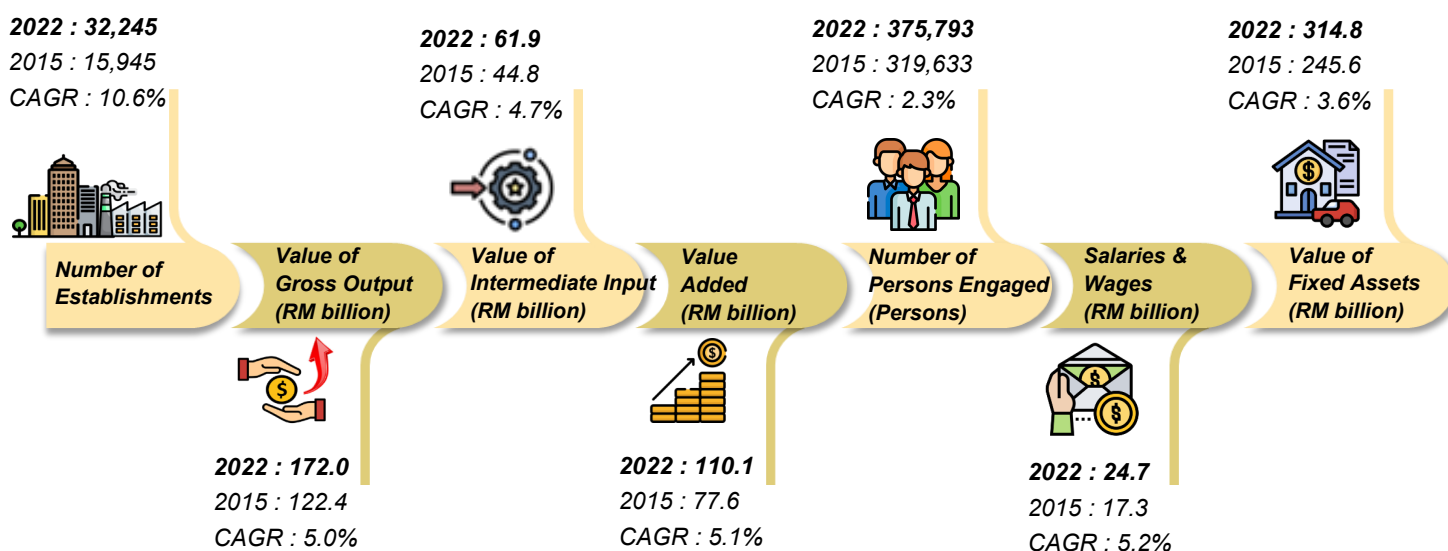 2022 : 32,245
2015 : 15,945
CAGR : 10.6%
Number of
Establishments
Value of
Gross Output
(RM billion)
2022 : 172.0
2015 : 122.4
CAGR : 5.0%
2022 : 61.9
2015 : 44.8
CAGR : 4.7%
Value of
Intermediate Input
(RM billion)
Value
Added
(RM billion)
2022 : 110.1
2015 : 77.6
CAGR : 5.1%
2022 : 375,793
2015 : 319,633
CAGR : 2.3%
Number of
Persons Engaged
(Persons)
Salaries &
Wages
(RM billion)
2022 : 24.7
2015 : 17.3
CAGR : 5.2%
2022 : 314.8
2015 : 245.6
CAGR : 3.6%
Value of
Fixed Assets
(RM billion)